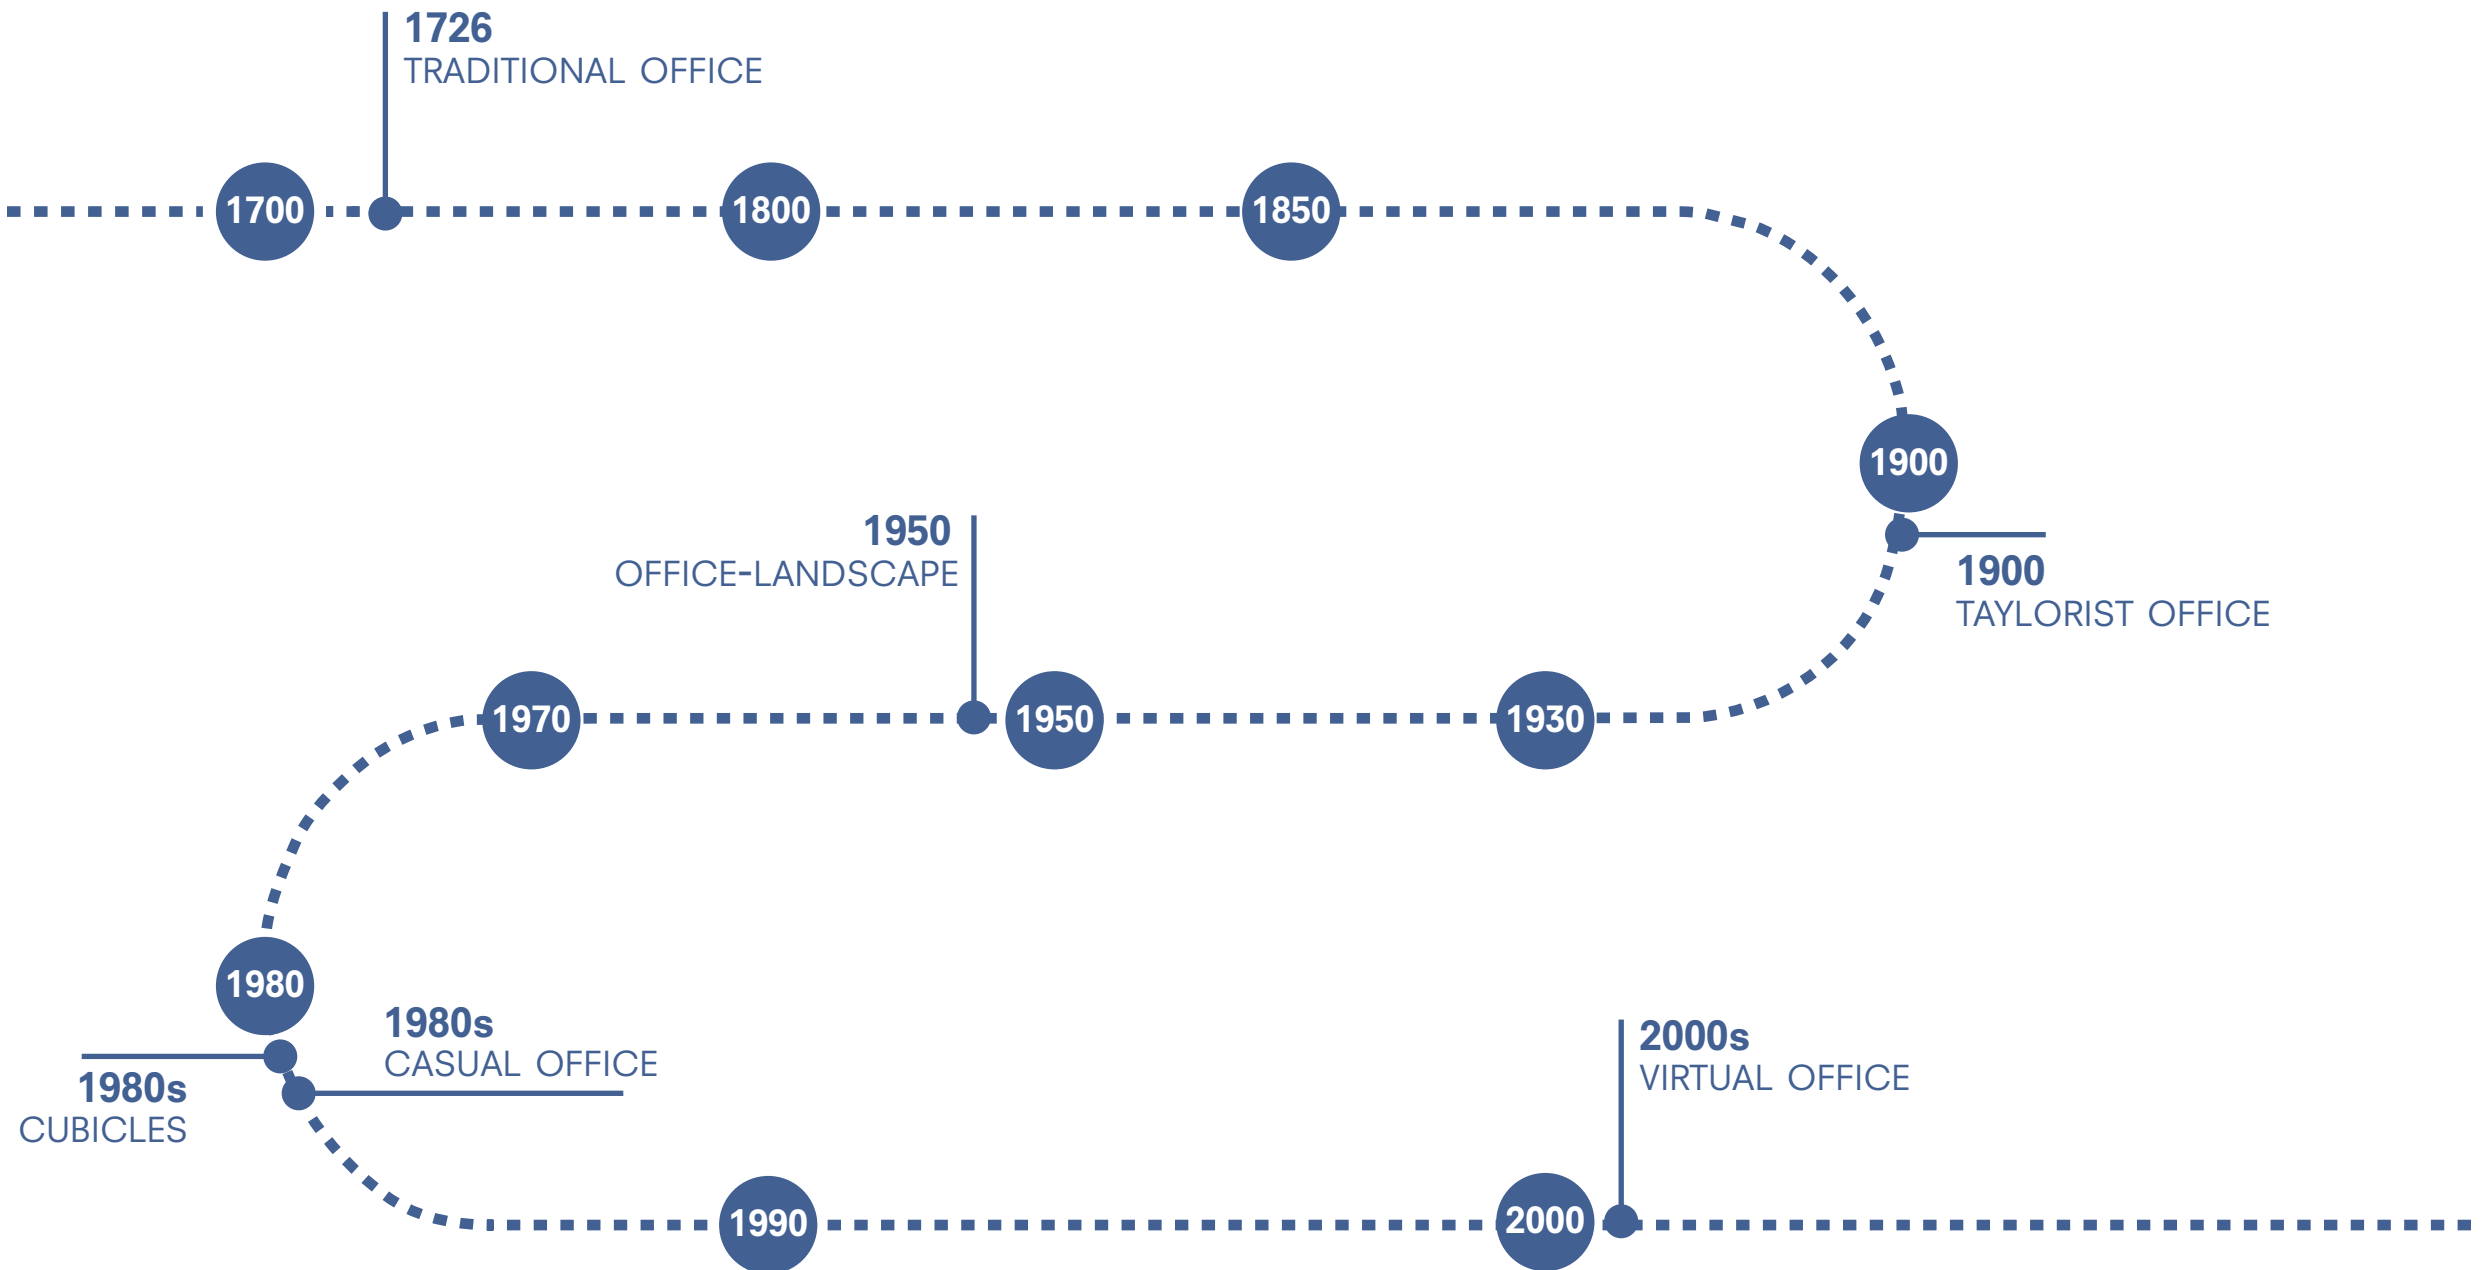 1726
TRADITIONAL OFFICE
1700
1800
1850
1900
1900
TAYLORIST OFFICE
1930
1950
1950
OFFICE-LANDSCAPE
1970
1980
1980s
CUBICLES
1980s
CASUAL OFFICE
1990
2000
2000s
VIRTUAL OFFICE